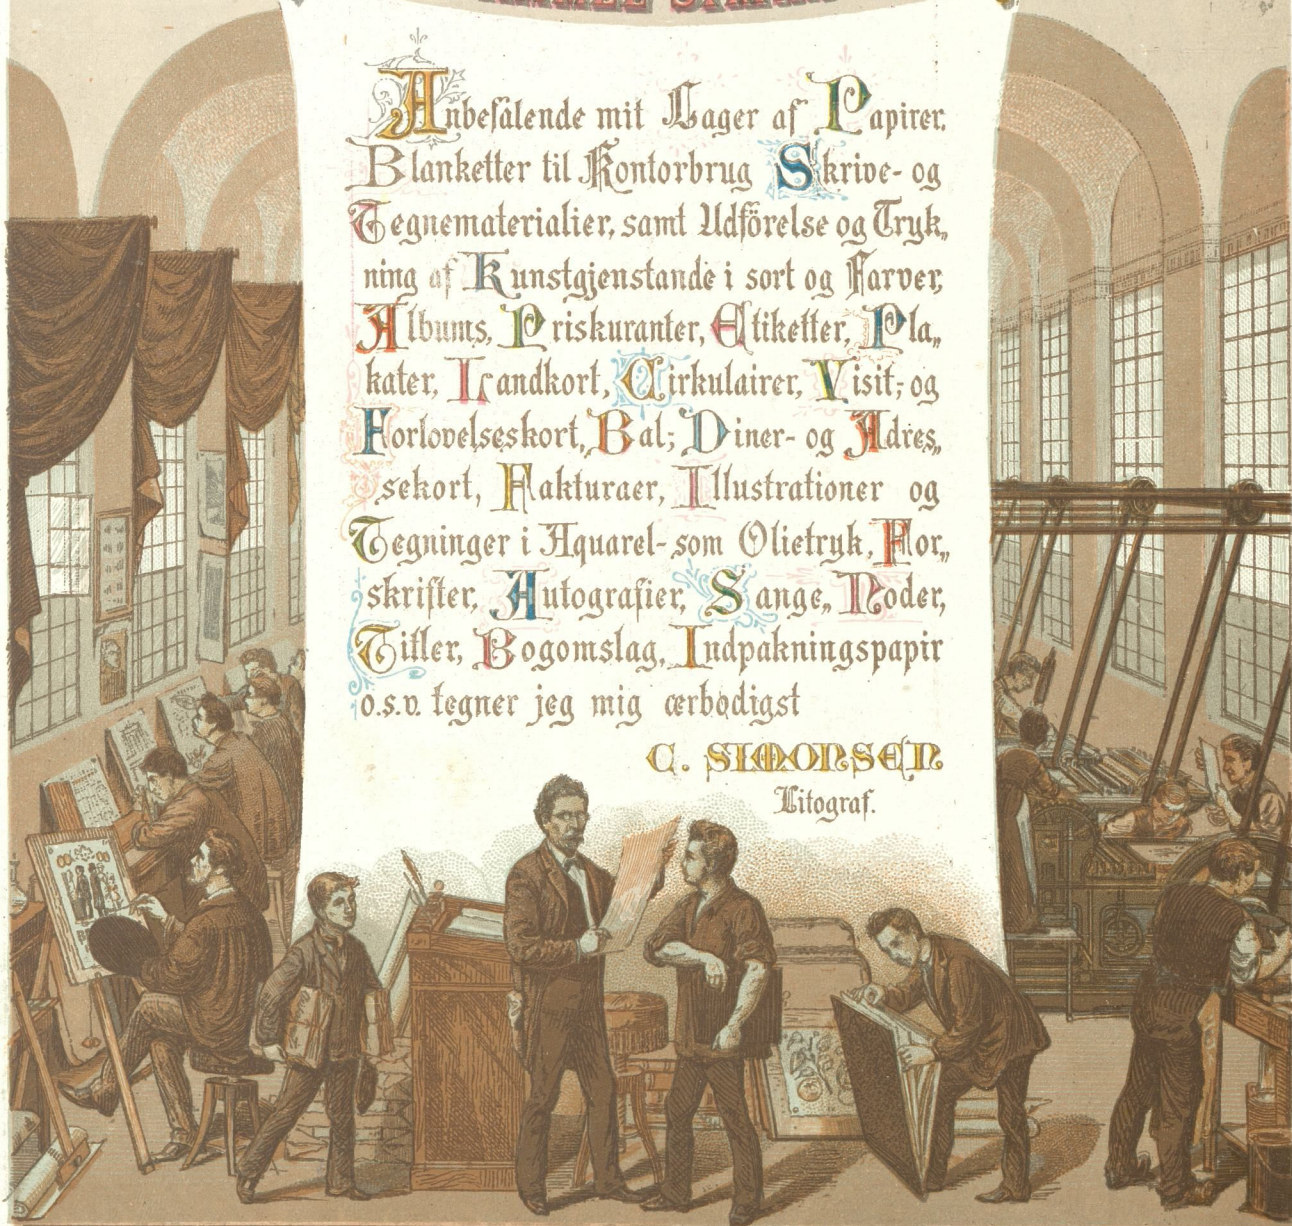 Anbefalende mit Lager af Papirer,
Blanketter til Kontorbrug Skrive- og
Tegnematerialier, samt Udförelse og Tryk„
ning af Kunstgjenstande i sort og Farver,
Albums, Priskuranter, Etiketter, Pla„
kater, Landkort, Cirkulairer, Visit- og
Forlovelseskort, Bal-, Diner- og Adres„
sekort, Fakturaer, Illustrationer og
Tegninger i Aquarel- som Olietryk, For„
skrifter, Autografier, Sange, Noder,
Titler, Bogomslag, Indpakningspapir
o.s.v. tegner jeg mig ærbødigst
C. SIMONSEN
Litograf.